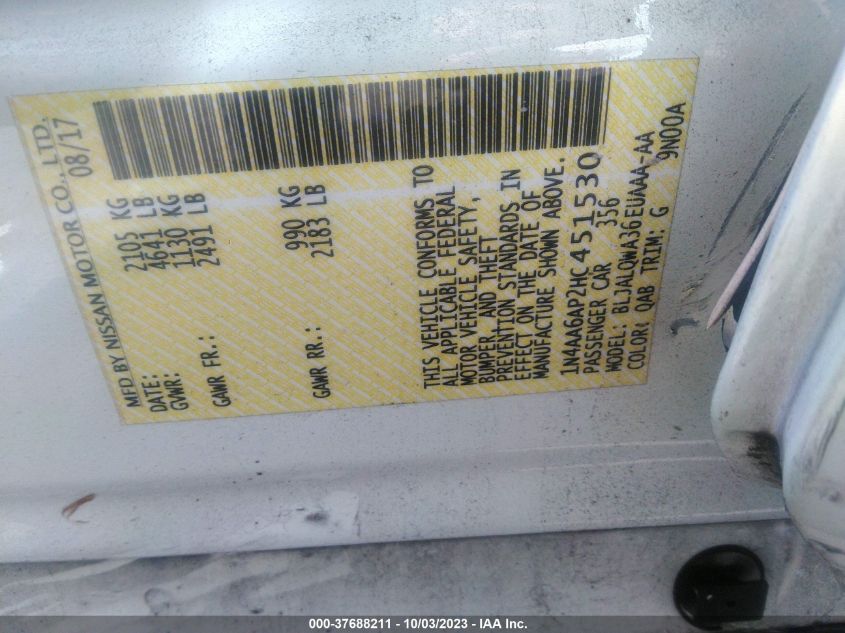 MFD BY NISSAN MOTOR CO., LTD.
DATE: 08/17
GVWR: 2105 KG
4641 LB
GAWR FR.: 1130 KG
2491 LB
GAWR RR.: 990 KG
2183 LB
THIS VEHICLE CONFORMS TO
ALL APPLICABLE FEDERAL
MOTOR VEHICLE SAFETY,
BUMPER, AND THEFT
PREVENTION STANDARDS IN
EFFECT ON THE DATE OF
MANUFACTURE SHOWN ABOVE.
1N4AA6AP2HC451530
PASSENGER CAR 356
MODEL: BLJALQWA36EUAAA-AA
COLOR: QAB TRIM: G 9N00A
000-37688211 - 10/03/2023 - IAA Inc.